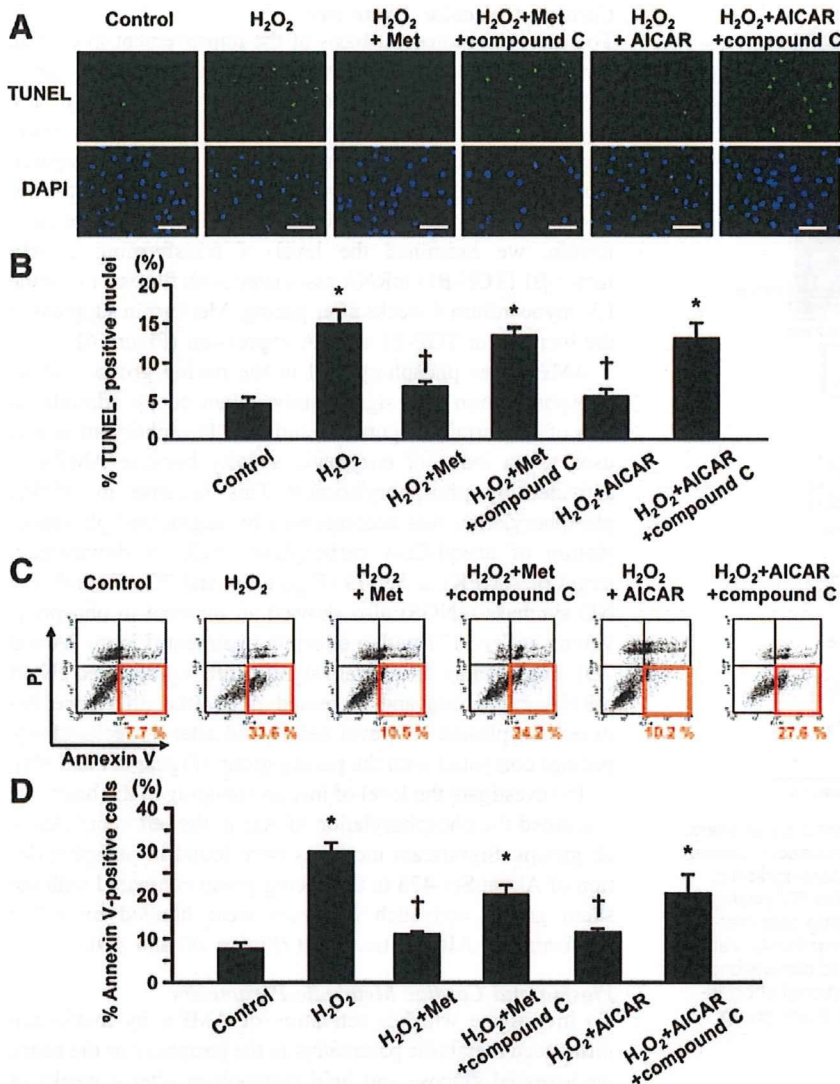 A
Control
H₂O₂
H₂O₂ + Met
H₂O₂+Met +compound C
H₂O₂ + AICAR
H₂O₂+AICAR +compound C
TUNEL
DAPI
B
(%)
% TUNEL- positive nuclei
20
15
10
5
0
*
†
*
†
*
Control
H₂O₂
H₂O₂+Met
H₂O₂+Met +compound C
H₂O₂+AICAR
H₂O₂+AICAR +compound C
C
Control
H₂O₂
H₂O₂ + Met
H₂O₂+Met +compound C
H₂O₂ + AICAR
H₂O₂+AICAR +compound C
PI
7.7 %
33.6 %
10.5 %
24.2 %
10.2 %
27.6 %
Annexin V
D
(%)
% Annexin V-positive cells
40
30
20
10
0
*
†
*
†
*
Control
H₂O₂
H₂O₂+Met
H₂O₂+Met +compound C
H₂O₂+AICAR
H₂O₂+AICAR +compound C